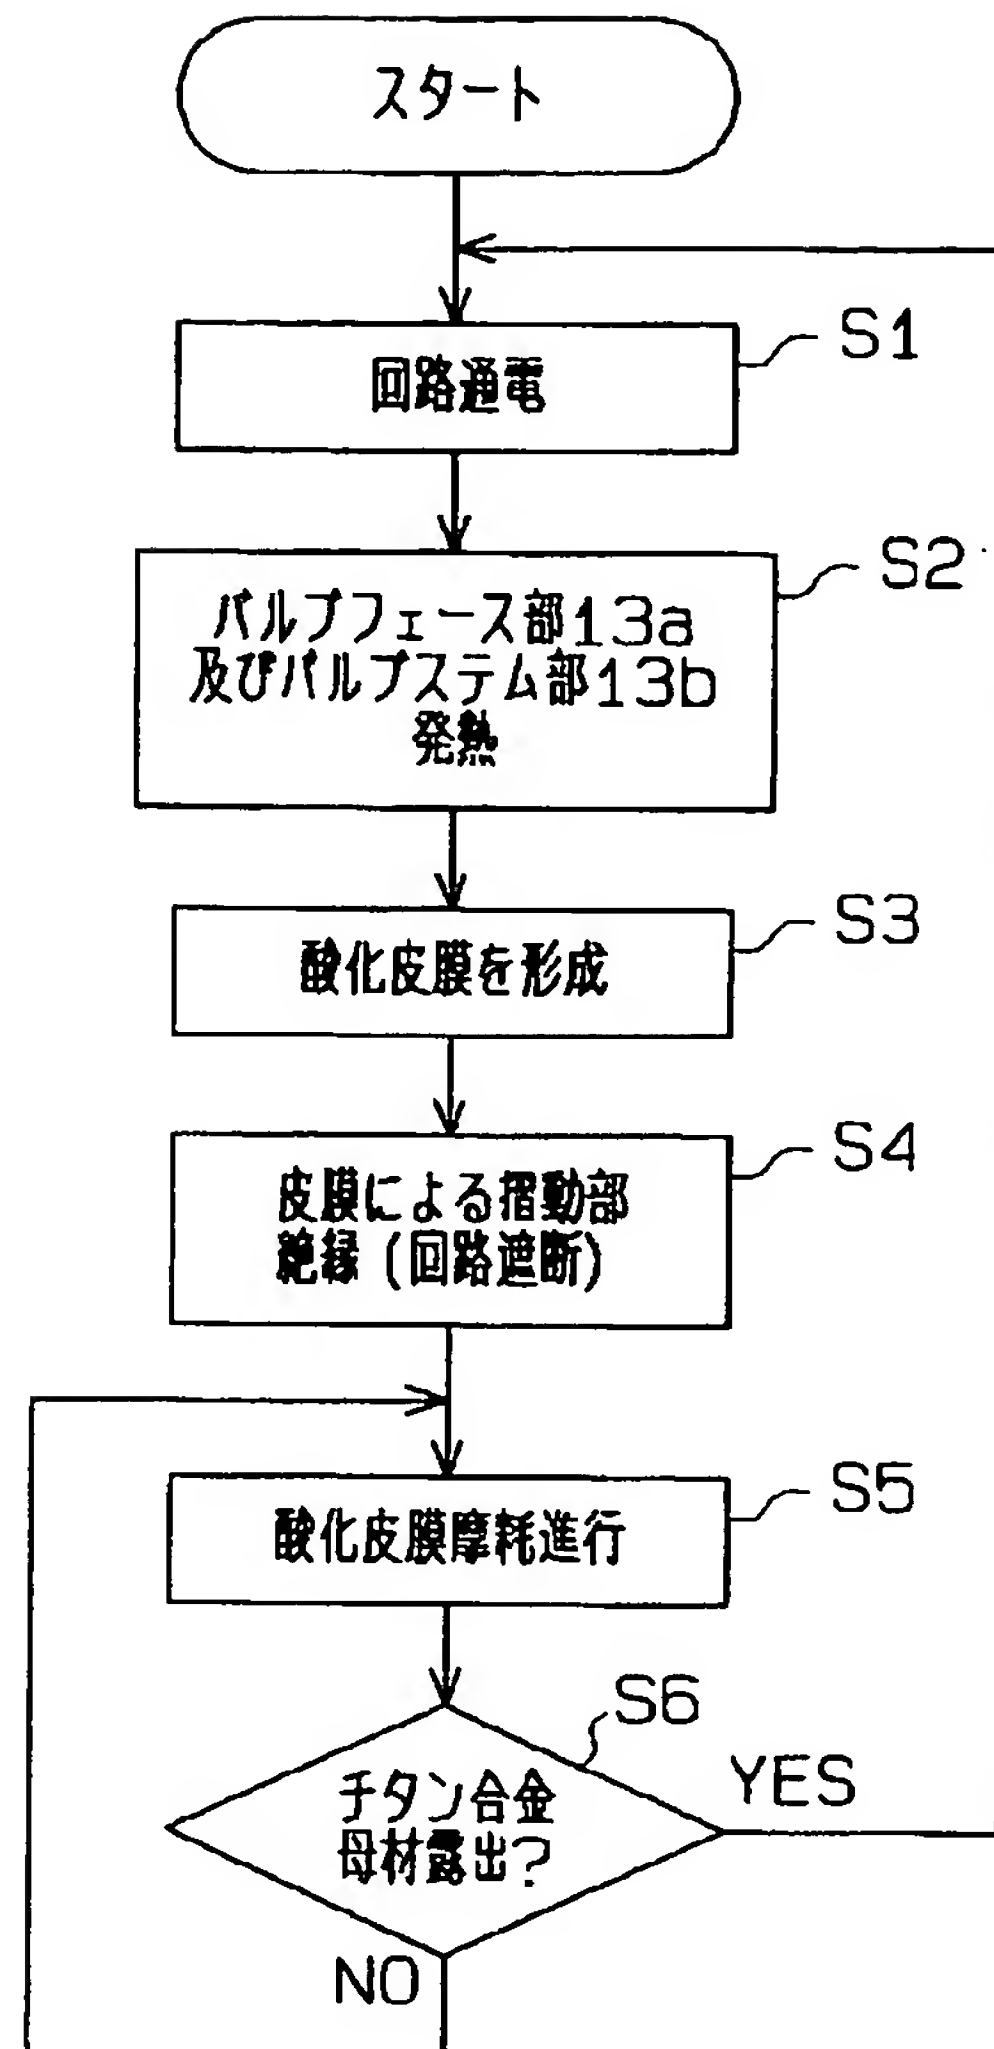 スタート
S1
回路通電
S2
バルブフェース部13a
及びバルブステム部13b
発熱
S3
酸化皮膜を形成
S4
皮膜による摺動部
絶縁(回路遮断)
S5
酸化皮膜摩耗進行
S6
チタン合金
母材露出?
YES
NO